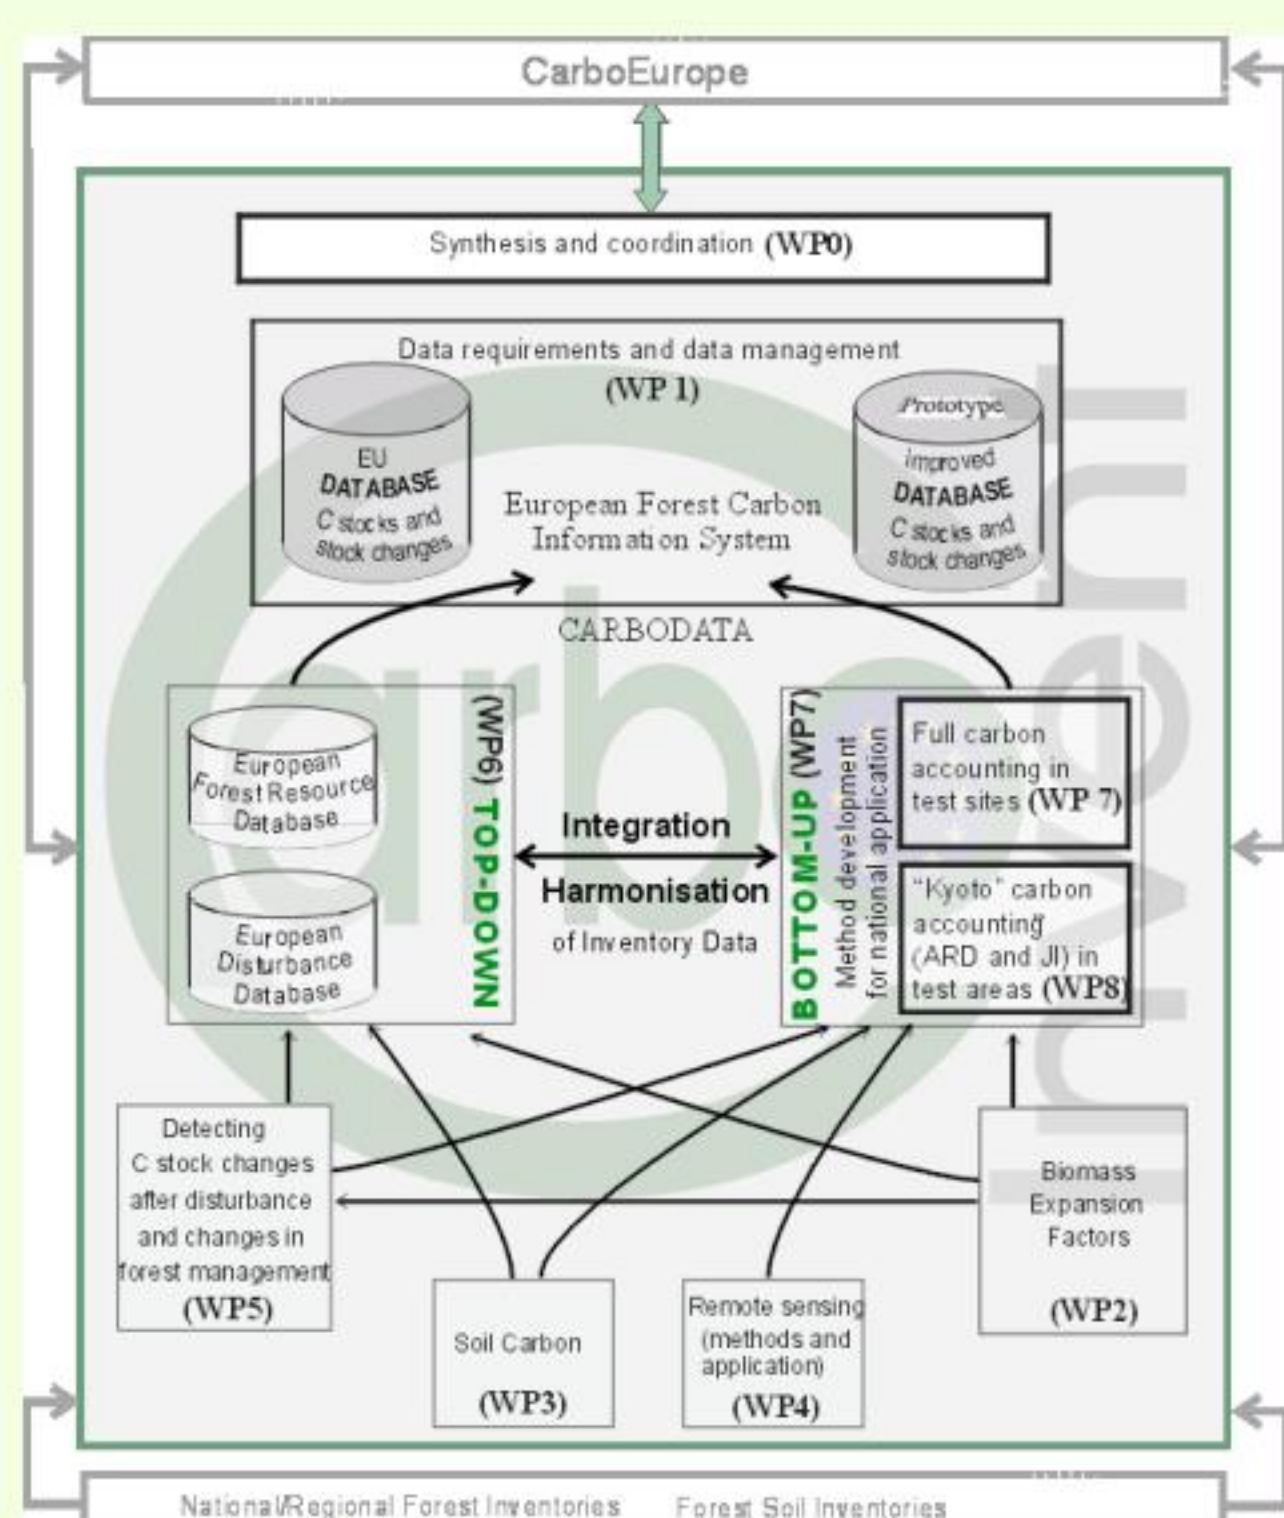 CarboEurope
Synthesis and coordination (WP0)
Data requirements and data management
(WP 1)
EU
DATABASE
C stocks and
stock changes
Prototype
improved
DATABASE
C stocks and
stock changes
European Forest Carbon
Information System
CARBODATA
European
Forest Resource
Database
European
Disturbance
Database
(WP6) TOP-DOWN
Integration
Harmonisation
of Inventory Data
BOTTOM-UP (WP7)
Method development
for national application
Full carbon
accounting in
test sites (WP 7)
"Kyoto" carbon
accounting
(ARD and JI) in
test areas (WP8)
Detecting
C stock changes
after disturbance
and changes in
forest management
(WP5)
Soil Carbon
(WP3)
Remote sensing
(methods and
application)
(WP4)
Biomass
Expansion
Factors
(WP2)
National/Regional Forest Inventories
Forest Soil Inventories
arbo
Invent